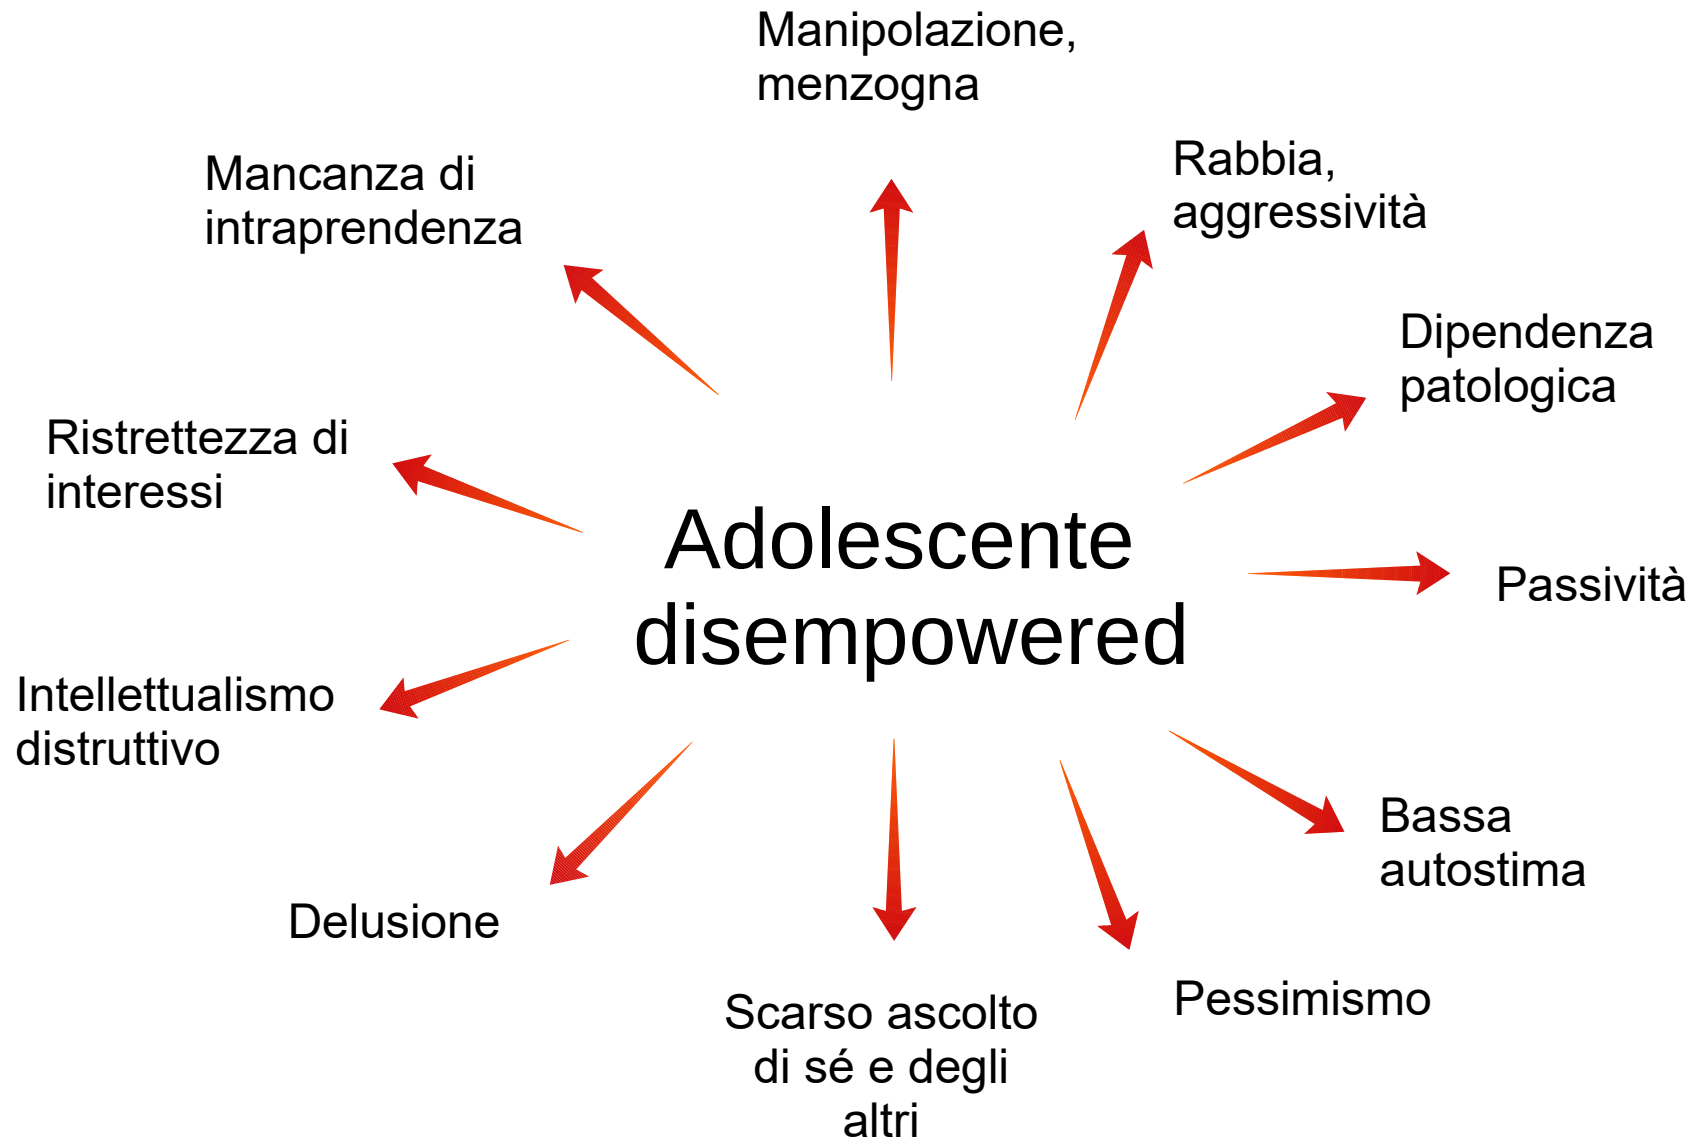 Manipolazione,
menzogna
Rabbia,
aggressività
Mancanza di
intraprendenza
Dipendenza
patologica
Ristrettezza di
interessi
Adolescente
disempowered
Passività
Intellettualismo
distruttivo
Bassa
autostima
Delusione
Pessimismo
Scarso ascolto
di sé e degli
altri